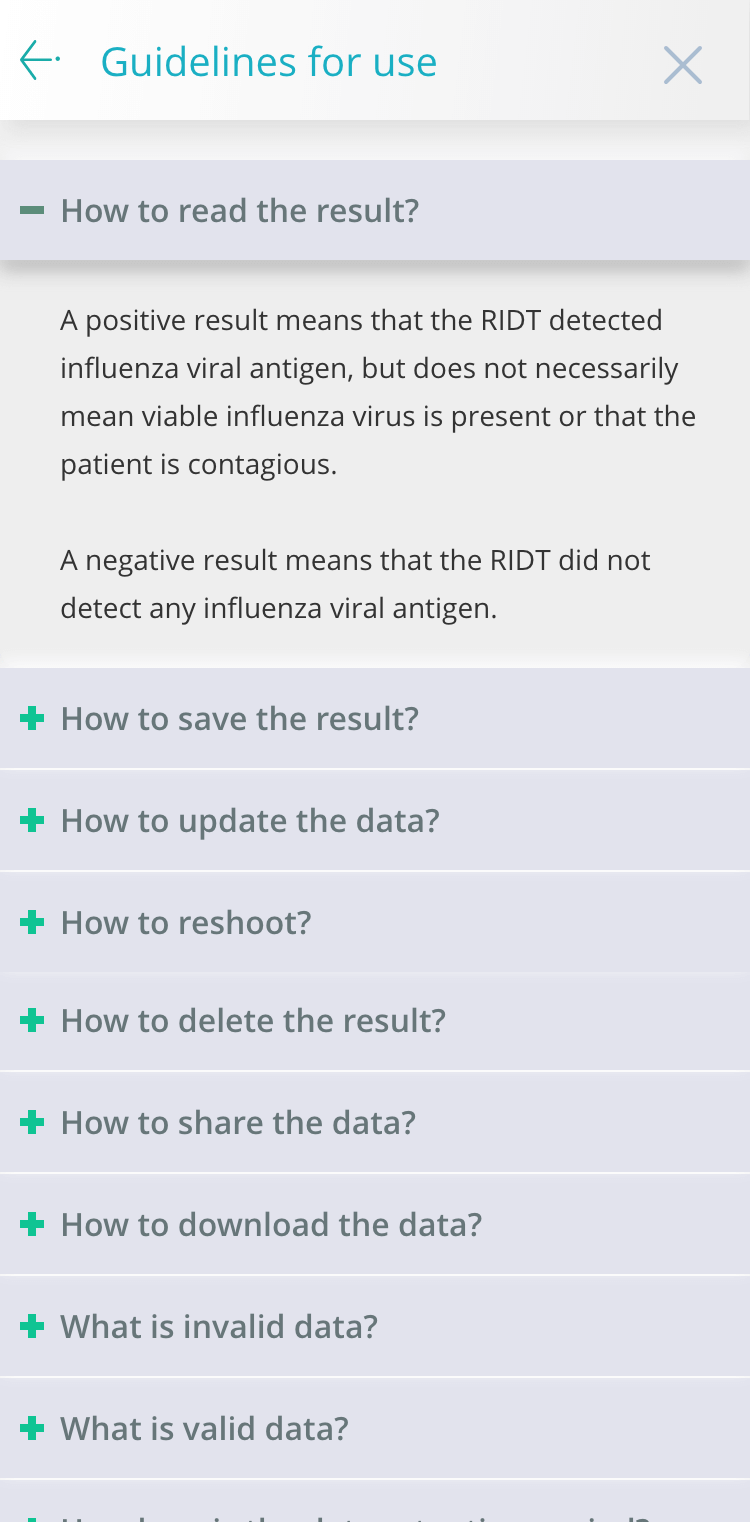 Guidelines for use
How to read the result?
A positive result means that the RIDT detected
influenza viral antigen, but does not necessarily
mean viable influenza virus is present or that the
patient is contagious.
A negative result means that the RIDT did not
detect any influenza viral antigen.
How to save the result?
How to update the data?
How to reshoot?
How to delete the result?
How to share the data?
How to download the data?
What is invalid data?
What is valid data?